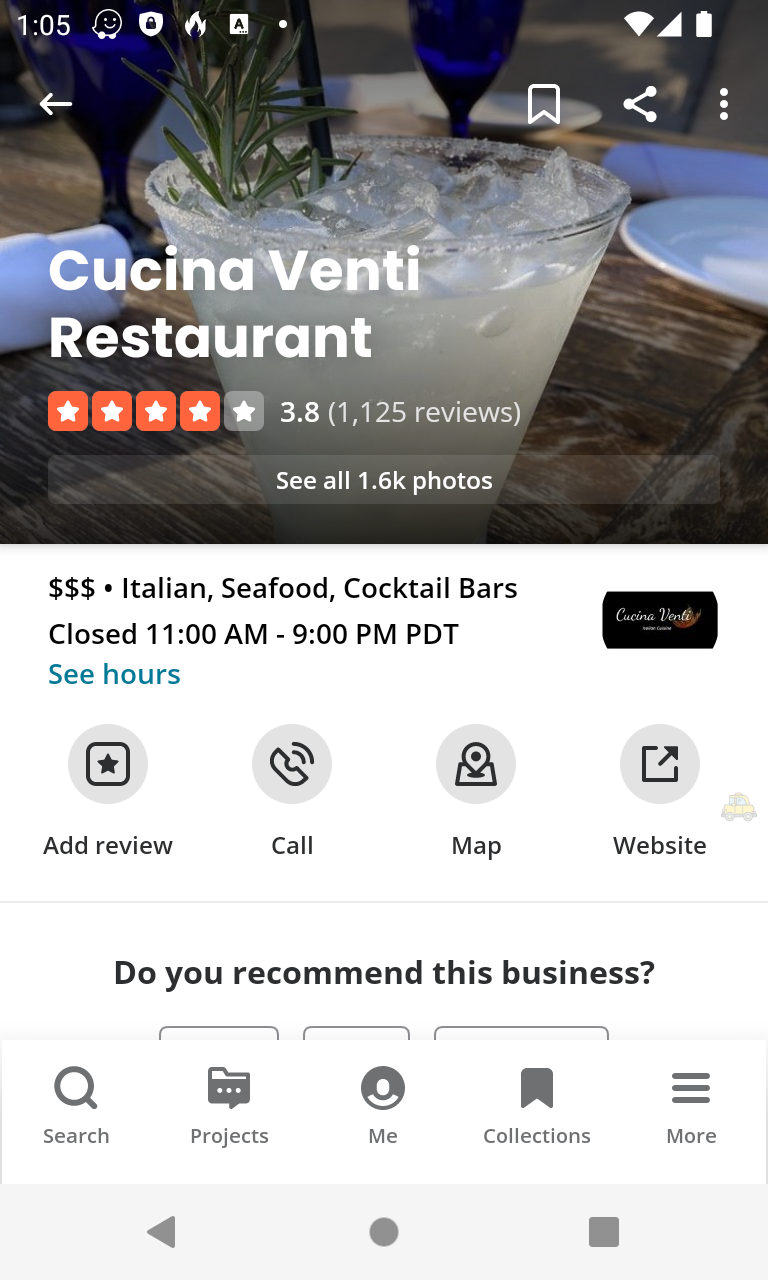 1:05
Cucina Venti
Restaurant
3.8 (1,125 reviews)
See all 1.6k photos
$$$ • Italian, Seafood, Cocktail Bars
Closed 11:00 AM - 9:00 PM PDT
Cucina Venti
Italian Cuisine
See hours
Add review
Call
Map
Website
Do you recommend this business?
Search
Projects
Me
Collections
More